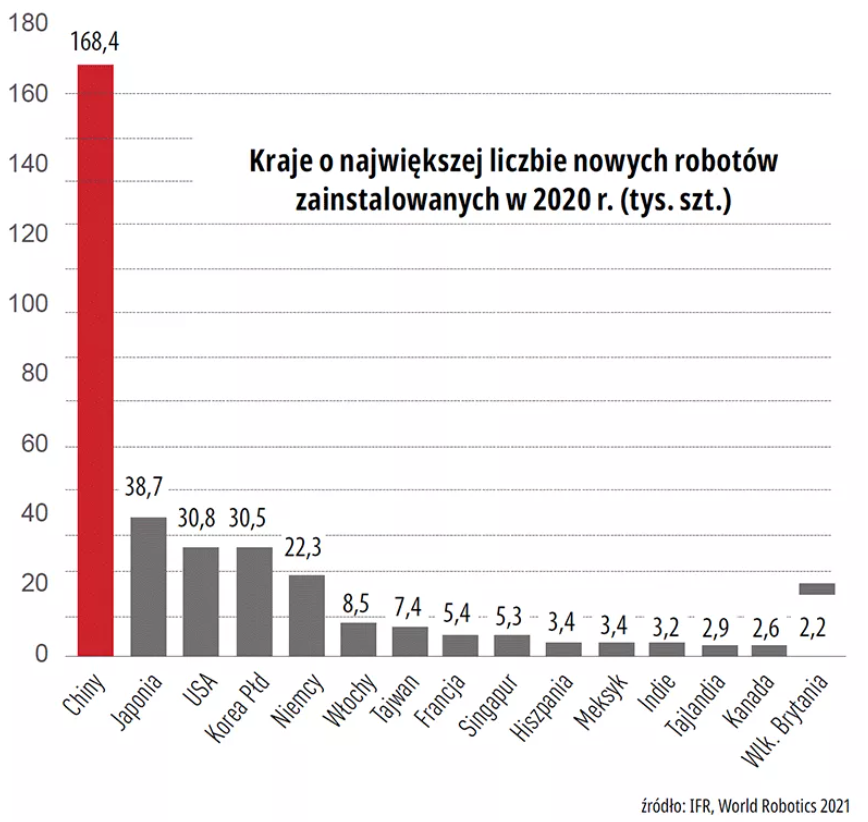 180
168,4
160
Kraje o największej liczbie nowych robotów
140
zainstalowanych w 2020 r. (tys. szt.)
120
100
80
60
38,7
40
30,8 30,5
22,3
20
8,5 7,4 5,4 5,3 3,4 3,4 3,2 2,9 2,6 2,2
0
Chiny
Japonia
USA
Korea Płd
Niemcy
Włochy
Tajwan
Francja
Singapur
Hiszpania
Meksyk
Indie
Tajlandia
Kanada
Wlk. Brytania
źródło: IFR, World Robotics 2021